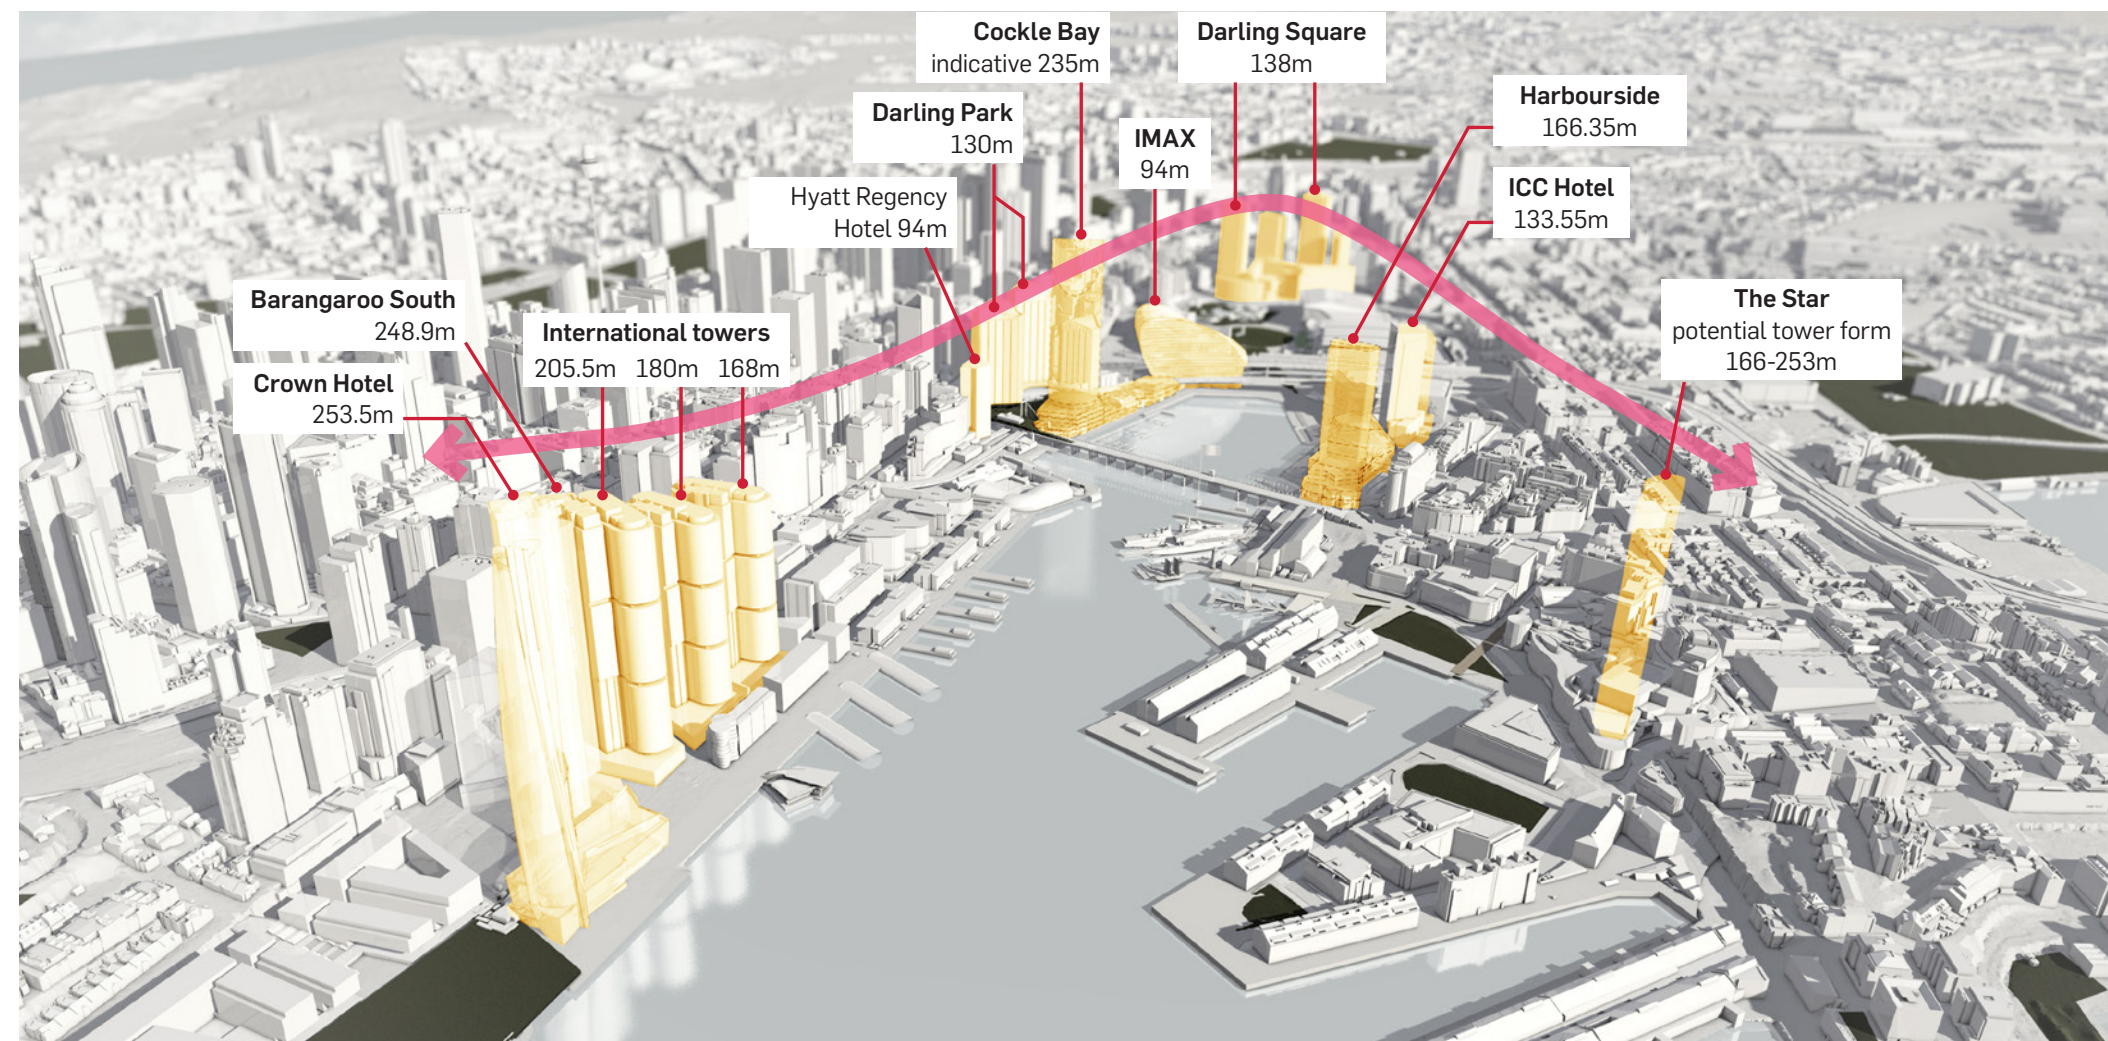 Cockle Bay
indicative 235m
Darling Square
138m
Darling Park
130m
IMAX
94m
Harbourside
166.35m
Hyatt Regency
Hotel 94m
ICC Hotel
133.55m
Barangaroo South
248.9m
International towers
205.5m 180m 168m
The Star
potential tower form
166-253m
Crown Hotel
253.5m